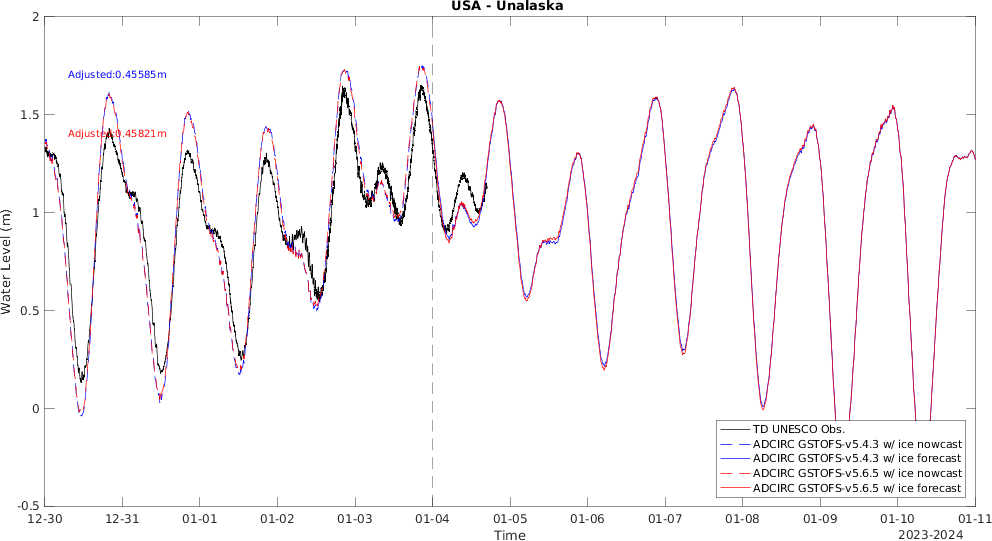 USA - Unalaska
2
1.5
1
0.5
0
-0.5
Water Level (m)
Adjusted:0.45585m
Adjusted:0.45821m
TD UNESCO Obs.
ADCIRC GSTOFS-v5.4.3 w/ ice nowcast
ADCIRC GSTOFS-v5.4.3 w/ ice forecast
ADCIRC GSTOFS-v5.6.5 w/ ice nowcast
ADCIRC GSTOFS-v5.6.5 w/ ice forecast
12-30 12-31 01-01 01-02 01-03 01-04 01-05 01-06 01-07 01-08 01-09 01-10 01-11
Time
2023-2024